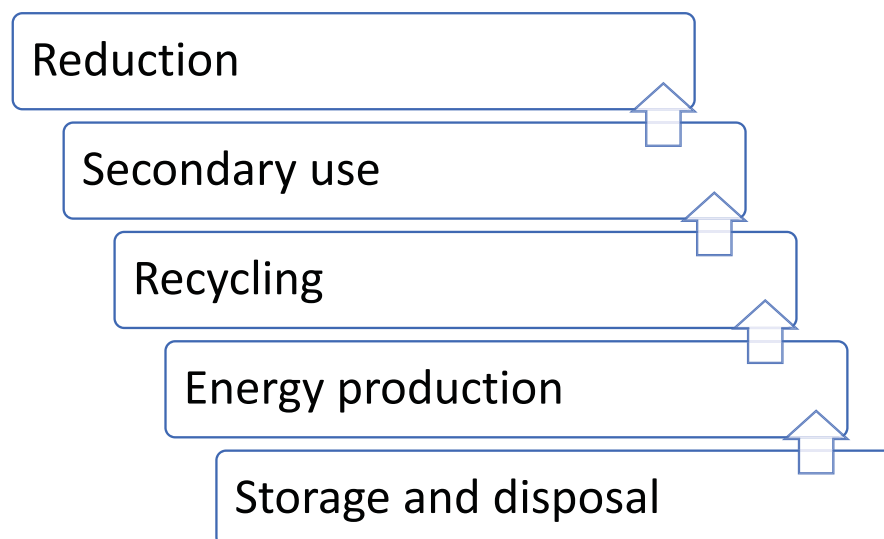 Reduction
Secondary use
Recycling
Energy production
Storage and disposal